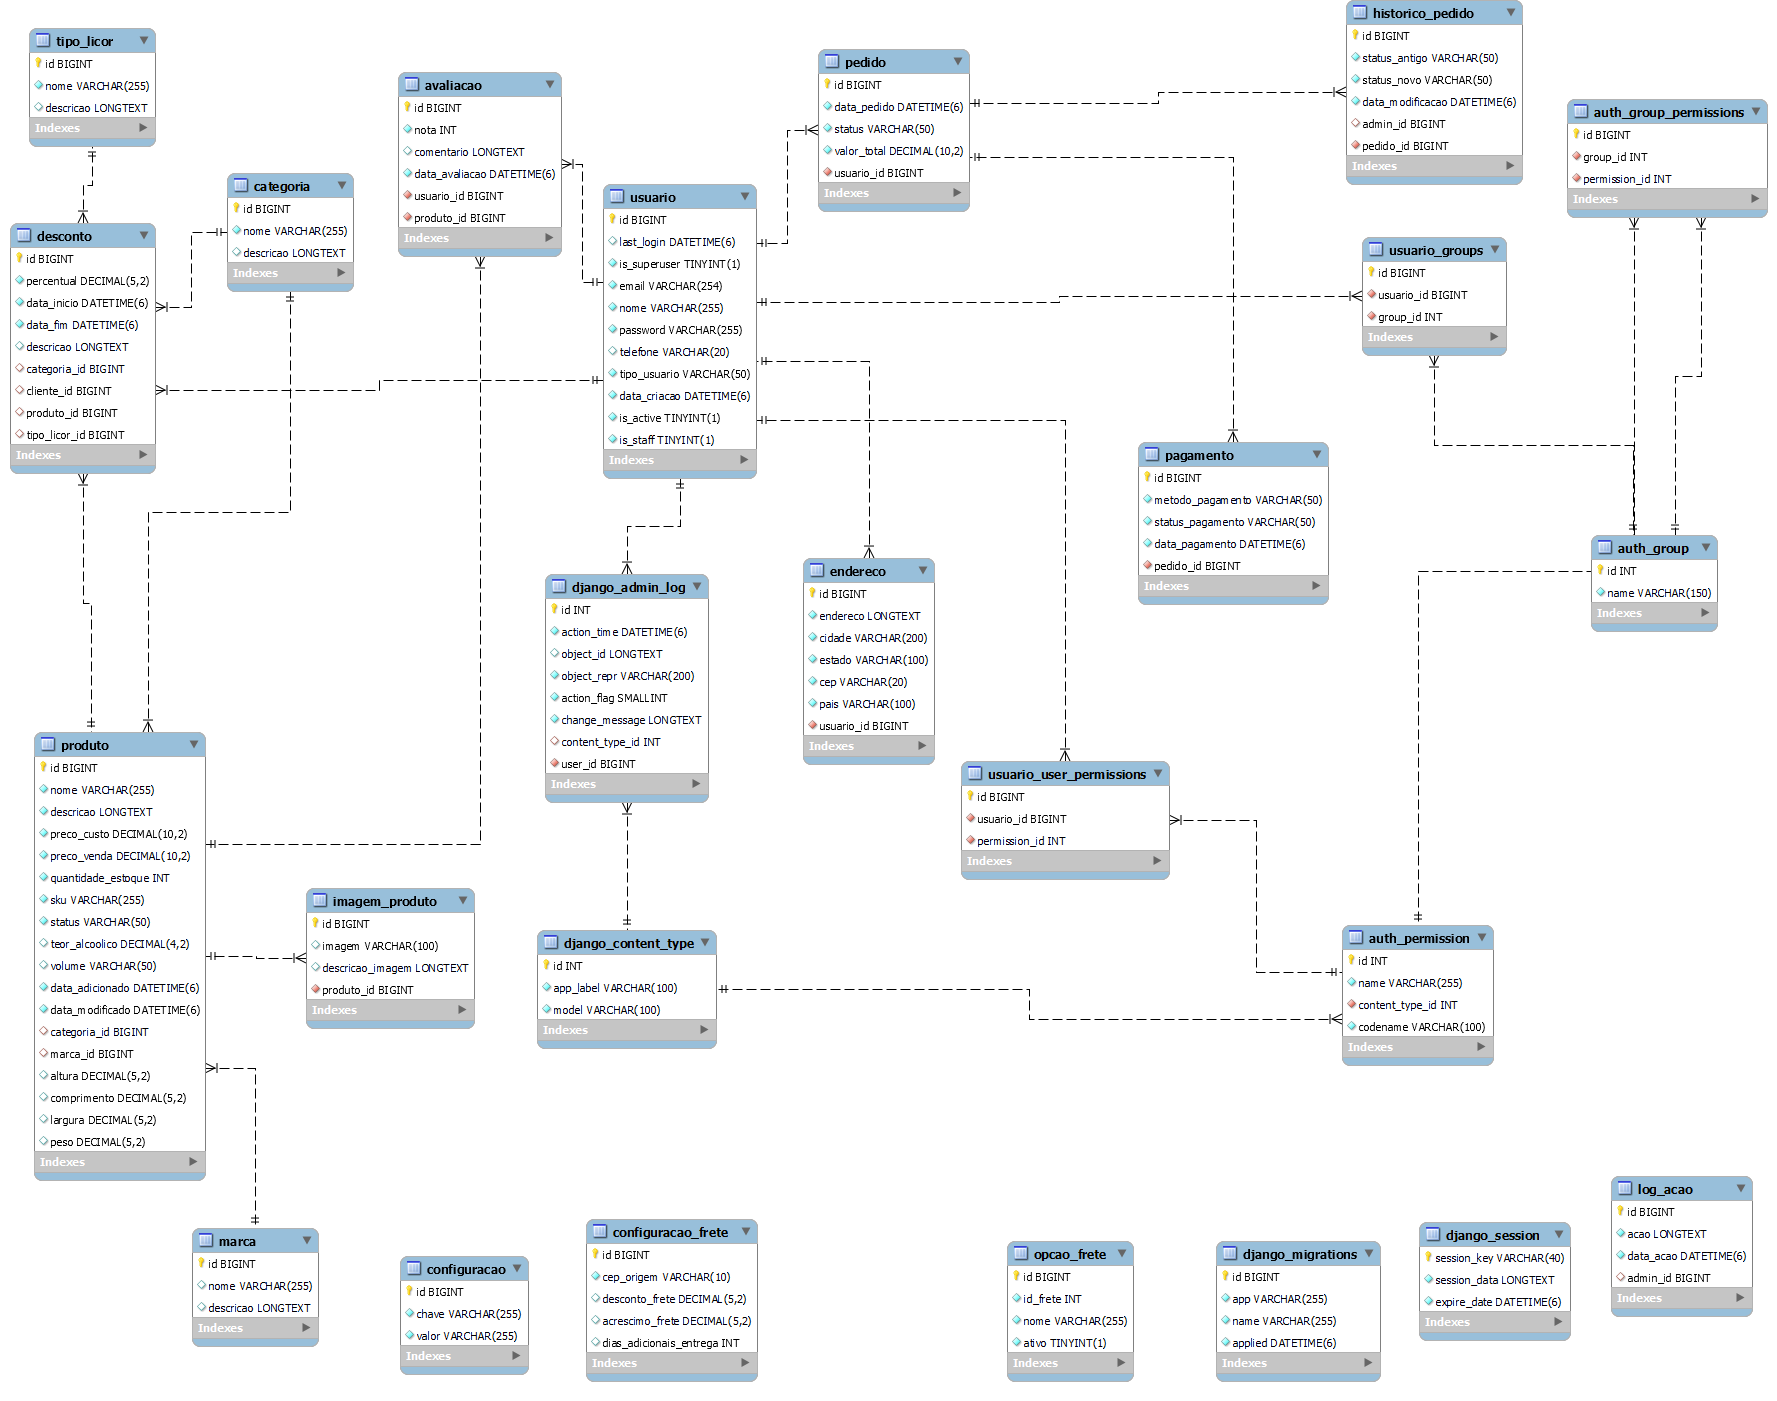 tipo_licor
id BIGINT
nome VARCHAR(255)
descricao LONGTEXT
Indexes
categoria
id BIGINT
nome VARCHAR(255)
descricao LONGTEXT
Indexes
desconto
id BIGINT
percentual DECIMAL(5,2)
data_inicio DATETIME(6)
data_fim DATETIME(6)
descricao LONGTEXT
categoria_id BIGINT
cliente_id BIGINT
produto_id BIGINT
tipo_licor_id BIGINT
Indexes
avaliacao
id BIGINT
nota INT
comentario LONGTEXT
data_avaliacao DATETIME(6)
usuario_id BIGINT
produto_id BIGINT
Indexes
usuario
id BIGINT
last_login DATETIME(6)
is_superuser TINYINT(1)
email VARCHAR(254)
nome VARCHAR(255)
password VARCHAR(255)
telefone VARCHAR(20)
tipo_usuario VARCHAR(50)
data_criacao DATETIME(6)
is_active TINYINT(1)
is_staff TINYINT(1)
Indexes
pedido
id BIGINT
data_pedido DATETIME(6)
status VARCHAR(50)
valor_total DECIMAL(10,2)
usuario_id BIGINT
Indexes
historico_pedido
id BIGINT
status_antigo VARCHAR(50)
status_novo VARCHAR(50)
data_modificacao DATETIME(6)
admin_id BIGINT
pedido_id BIGINT
Indexes
auth_group_permissions
id BIGINT
group_id INT
permission_id INT
Indexes
usuario_groups
id BIGINT
usuario_id BIGINT
group_id INT
Indexes
pagamento
id BIGINT
metodo_pagamento VARCHAR(50)
status_pagamento VARCHAR(50)
data_pagamento DATETIME(6)
pedido_id BIGINT
Indexes
auth_group
id INT
name VARCHAR(150)
Indexes
django_admin_log
id INT
action_time DATETIME(6)
object_id LONGTEXT
object_repr VARCHAR(200)
action_flag SMALLINT
change_message LONGTEXT
content_type_id INT
user_id BIGINT
Indexes
endereco
id BIGINT
endereco LONGTEXT
cidade VARCHAR(200)
estado VARCHAR(100)
cep VARCHAR(20)
pais VARCHAR(100)
usuario_id BIGINT
Indexes
usuario_user_permissions
id BIGINT
usuario_id BIGINT
permission_id INT
Indexes
produto
id BIGINT
nome VARCHAR(255)
descricao LONGTEXT
preco_custo DECIMAL(10,2)
preco_venda DECIMAL(10,2)
quantidade_estoque INT
sku VARCHAR(255)
status VARCHAR(50)
teor_alcoolico DECIMAL(4,2)
volume VARCHAR(50)
data_adicionado DATETIME(6)
data_modificado DATETIME(6)
categoria_id BIGINT
marca_id BIGINT
altura DECIMAL(5,2)
comprimento DECIMAL(5,2)
largura DECIMAL(5,2)
peso DECIMAL(5,2)
Indexes
imagem_produto
id BIGINT
imagem VARCHAR(100)
descricao_imagem LONGTEXT
produto_id BIGINT
Indexes
django_content_type
id INT
app_label VARCHAR(100)
model VARCHAR(100)
Indexes
auth_permission
id INT
name VARCHAR(255)
content_type_id INT
codename VARCHAR(100)
Indexes
marca
id BIGINT
nome VARCHAR(255)
descricao LONGTEXT
Indexes
configuracao
id BIGINT
chave VARCHAR(255)
valor VARCHAR(255)
Indexes
configuracao_frete
id BIGINT
cep_origem VARCHAR(10)
desconto_frete DECIMAL(5,2)
acrescimo_frete DECIMAL(5,2)
dias_adicionais_entrega INT
Indexes
opcao_frete
id BIGINT
id_frete INT
nome VARCHAR(255)
ativo TINYINT(1)
Indexes
django_migrations
id BIGINT
app VARCHAR(255)
name VARCHAR(255)
applied DATETIME(6)
Indexes
django_session
session_key VARCHAR(40)
session_data LONGTEXT
expire_date DATETIME(6)
Indexes
log_acao
id BIGINT
acao LONGTEXT
data_acao DATETIME(6)
admin_id BIGINT
Indexes